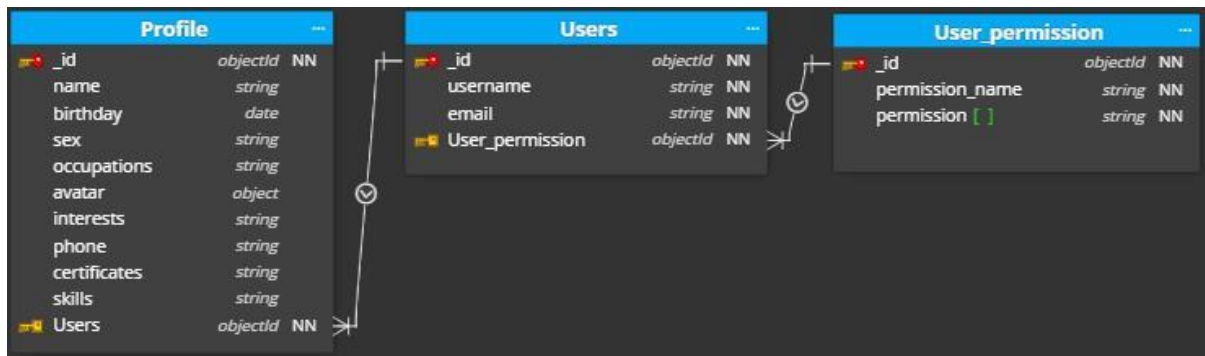 Profile ...
_id objectId NN
name string
birthday date
sex string
occupations string
avatar object
interests string
phone string
certificates string
skills string
Users objectId NN
Users ...
_id objectId NN
username string NN
email string NN
User_permission objectId NN
User_permission ...
_id objectId NN
permission_name string NN
permission [ ] string NN